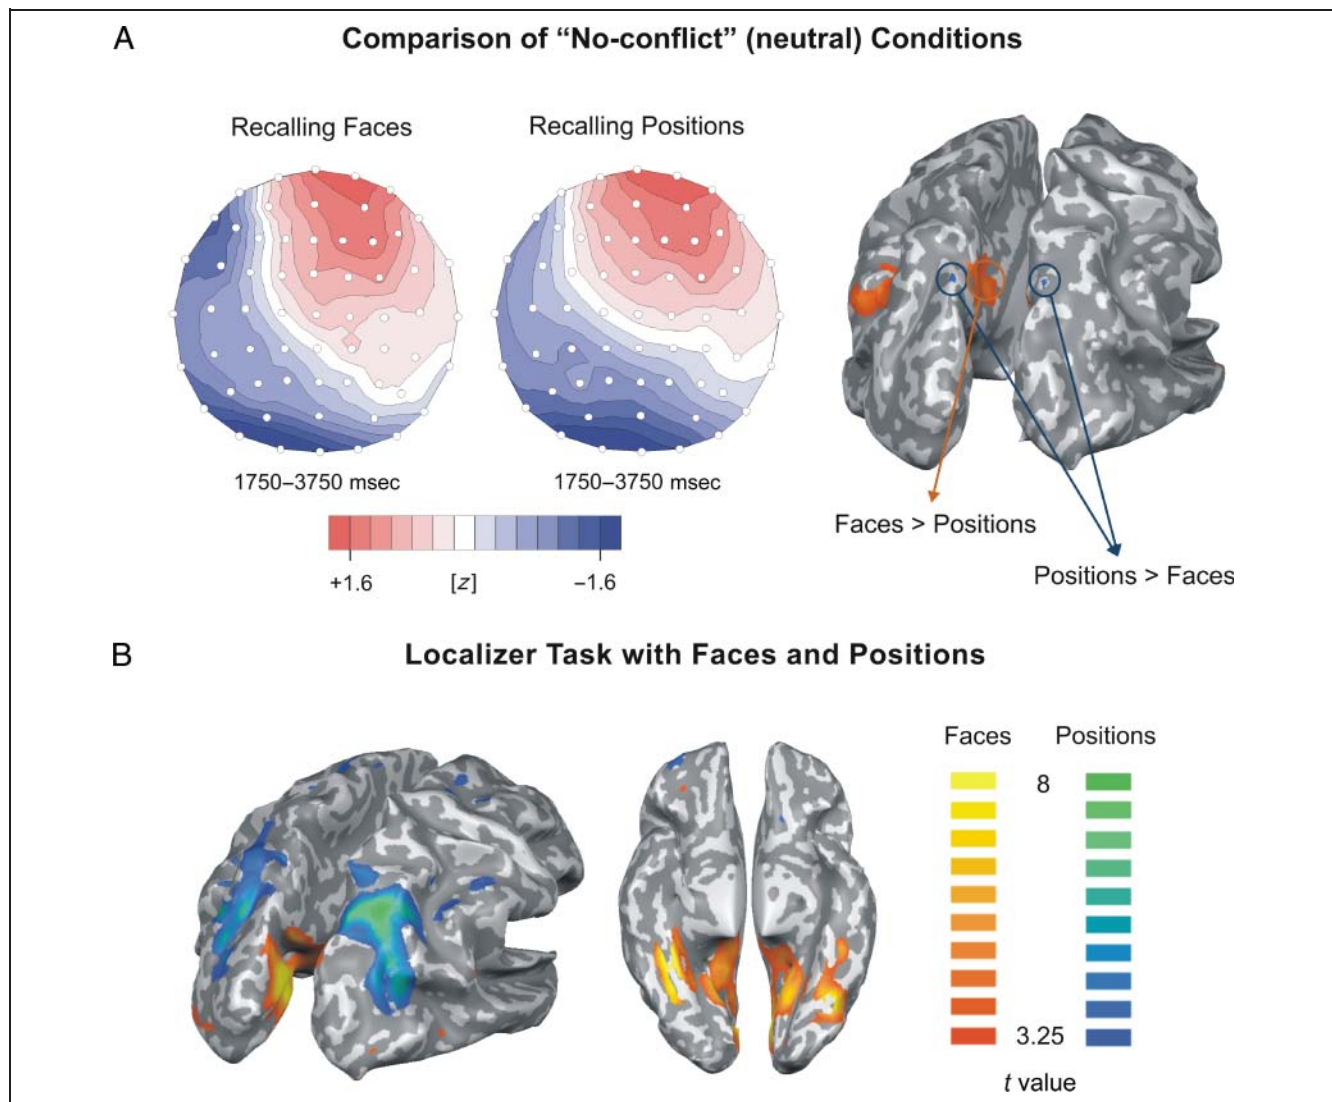 A
Comparison of “No-conflict” (neutral) Conditions
Recalling Faces
Recalling Positions
1750–3750 msec
1750–3750 msec
+1.6
[z]
−1.6
Faces > Positions
Positions > Faces
B
Localizer Task with Faces and Positions
Faces
Positions
8
3.25
t value